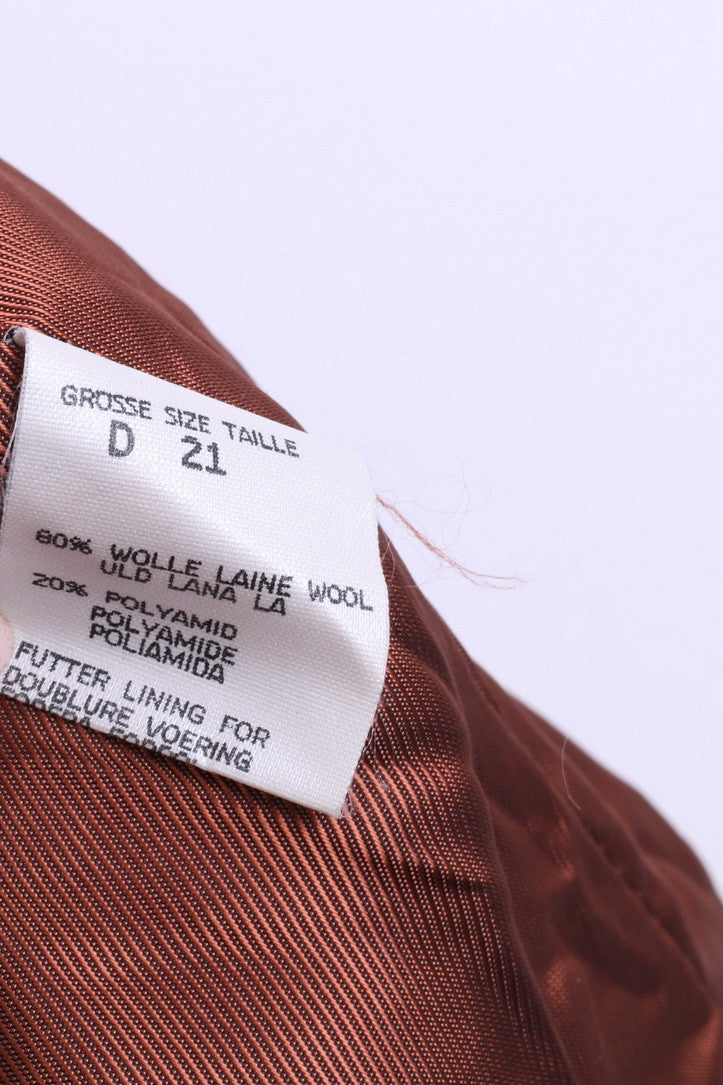 GRÖSSE SIZE TAILLE
D 21
80% WOLLE LAINE WOOL
ULD LANA LA
20% POLYAMID
POLYAMIDE
POLIAMIDA
FUTTER LINING FOR
DOUBLURE VOERING